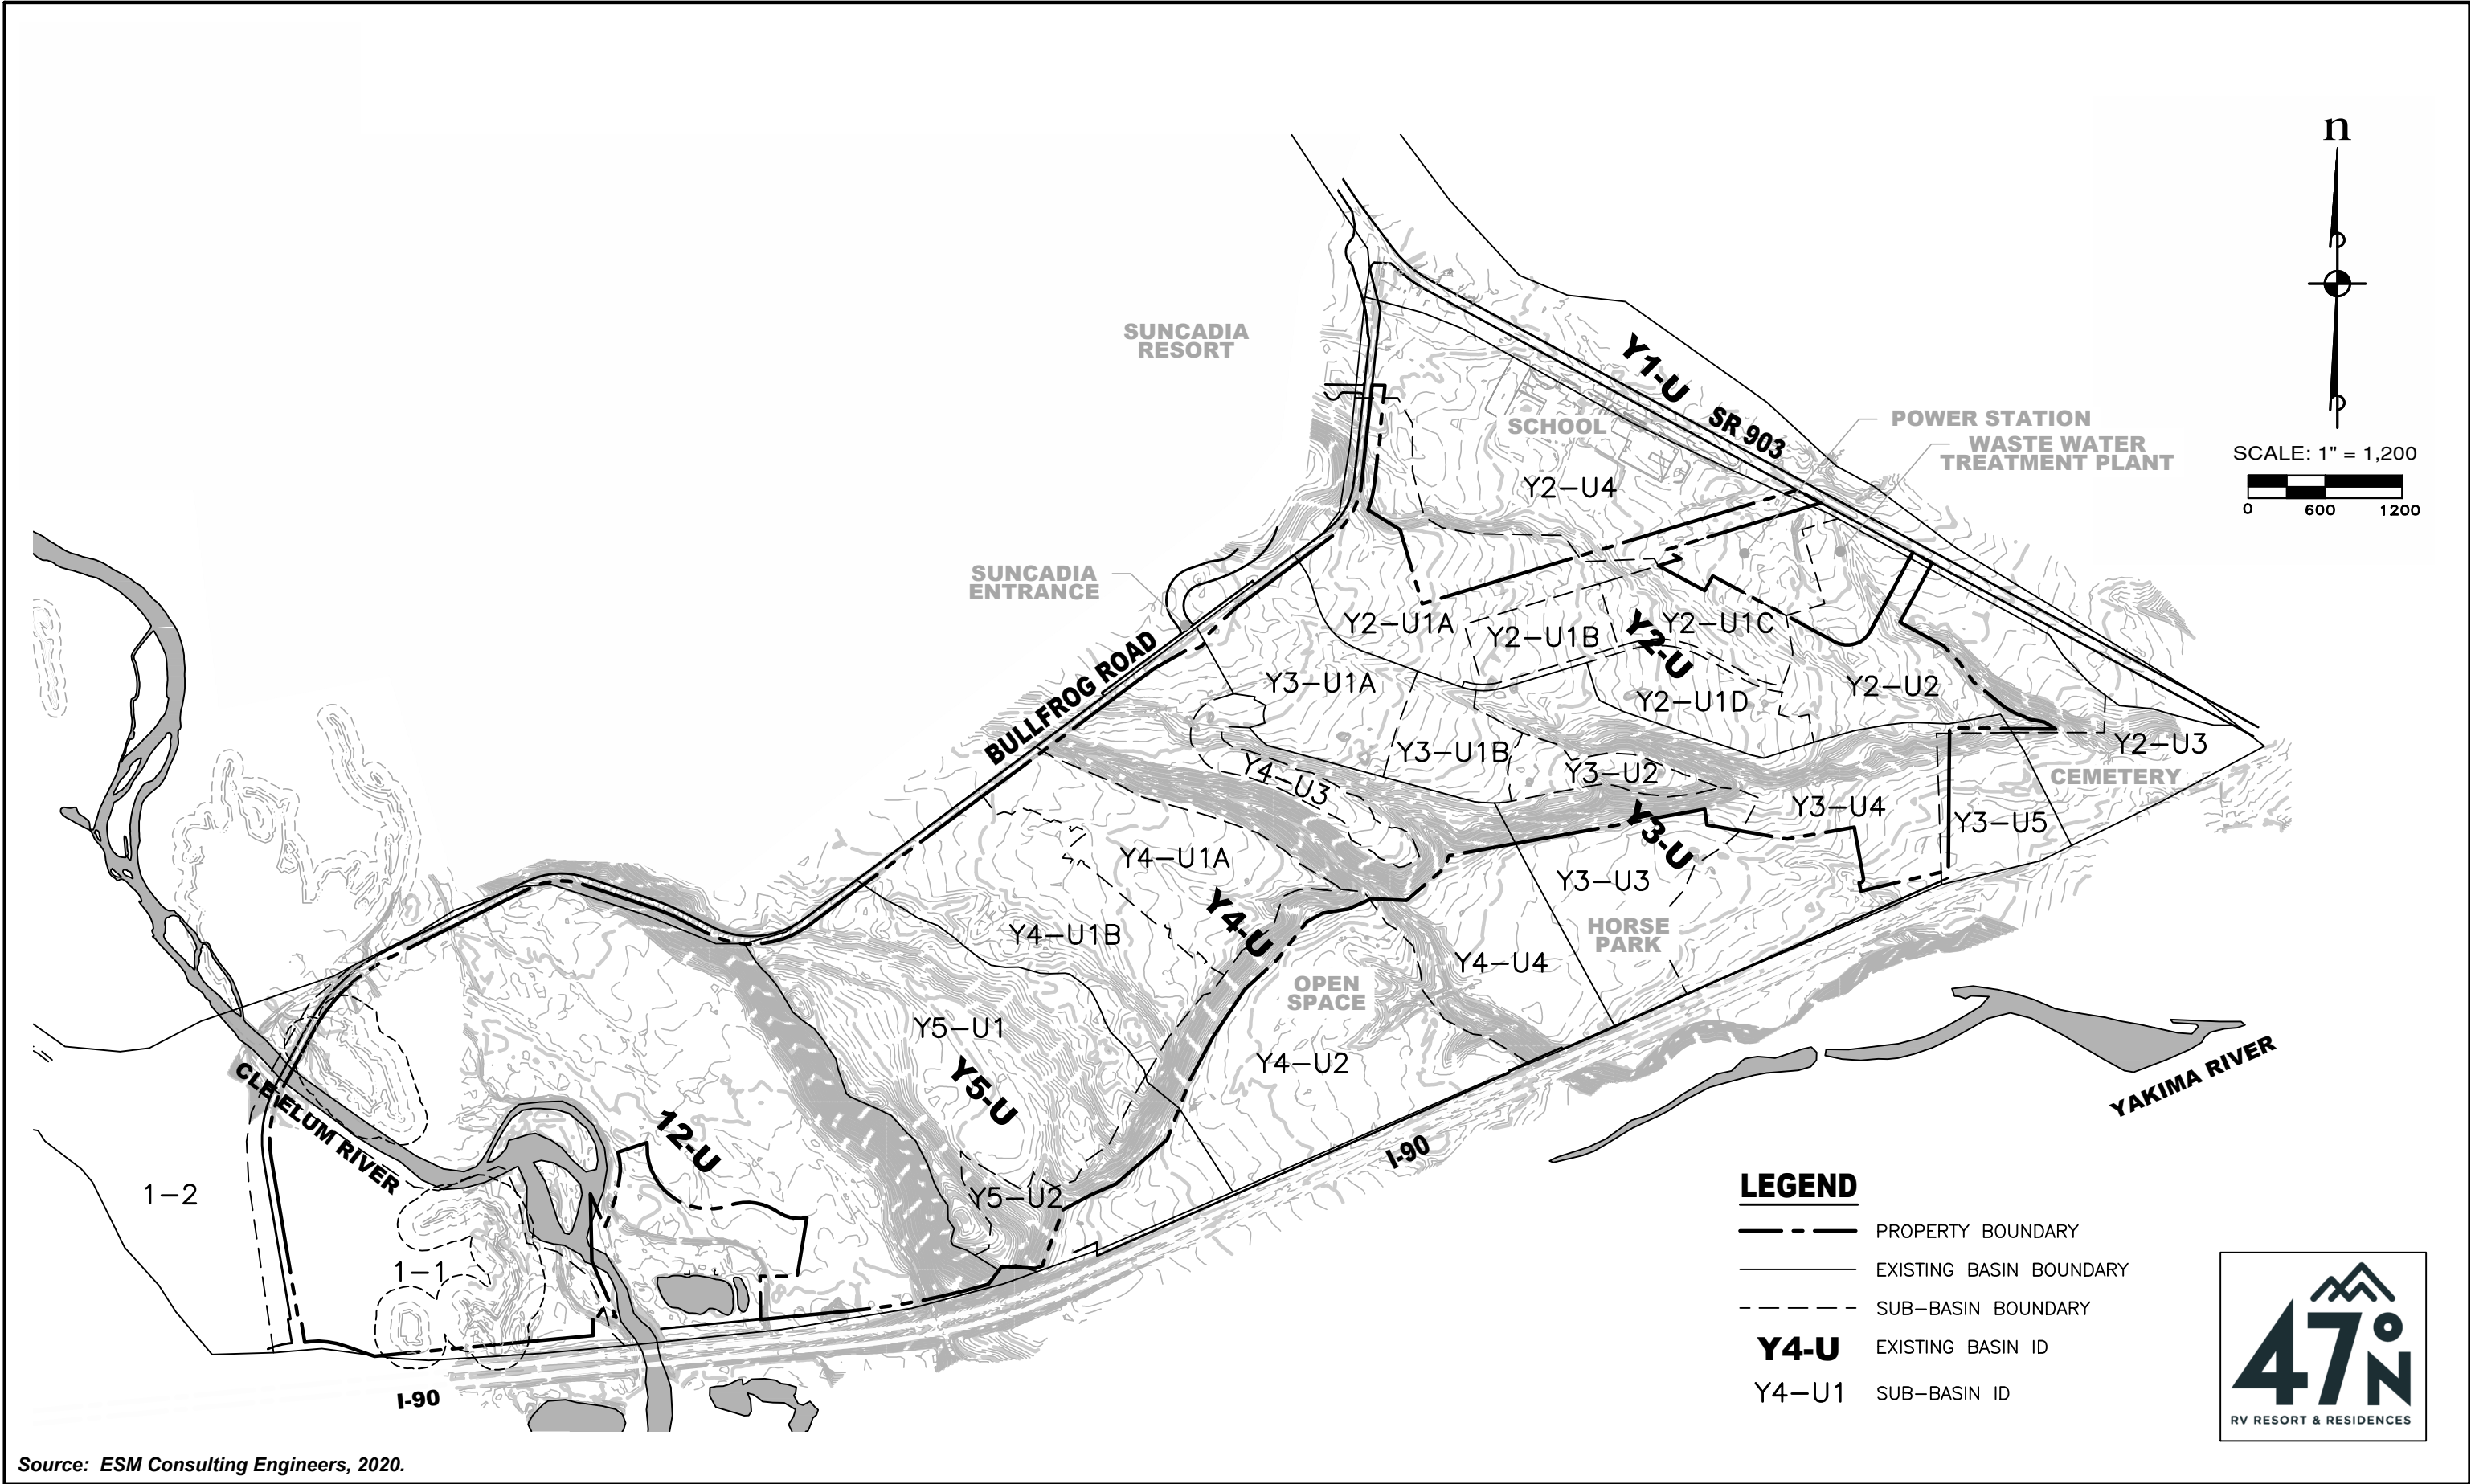 n
SCALE: 1" = 1,200
0 600 1200
SUNCADIA
RESORT
Y1-U
SR 903
SCHOOL
POWER STATION
WASTE WATER
TREATMENT PLANT
Y2-U4
SUNCADIA
ENTRANCE
BULLFROG ROAD
Y2-U1A
Y2-U1B
Y2-U1C
Y2-U
Y2-U1D
Y2-U2
Y2-U3
CEMETERY
Y3-U1A
Y3-U1B
Y3-U2
Y3-U4
Y3-U5
Y3-U
Y3-U3
HORSE
PARK
Y4-U3
Y4-U1A
Y4-U1B
Y4-U
Y4-U4
OPEN
SPACE
Y4-U2
Y5-U1
Y5-U
Y5-U2
12-U
CLE ELUM RIVER
1-2
1-1
I-90
I-90
YAKIMA RIVER
LEGEND
PROPERTY BOUNDARY
EXISTING BASIN BOUNDARY
SUB-BASIN BOUNDARY
Y4-U EXISTING BASIN ID
Y4-U1 SUB-BASIN ID
47°N
RV RESORT & RESIDENCES
Source: ESM Consulting Engineers, 2020.